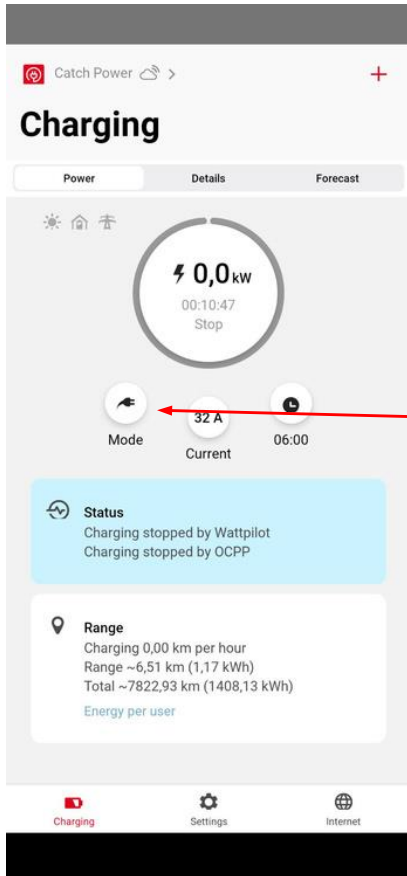 Catch Power
Charging
Power Details Forecast
0,0 kW
00:10:47
Stop
Mode
32 A
Current
06:00
Status
Charging stopped by Wattpilot
Charging stopped by OCPP
Range
Charging 0,00 km per hour
Range ~6,51 km (1,17 kWh)
Total ~7822,93 km (1408,13 kWh)
Energy per user
Charging Settings Internet